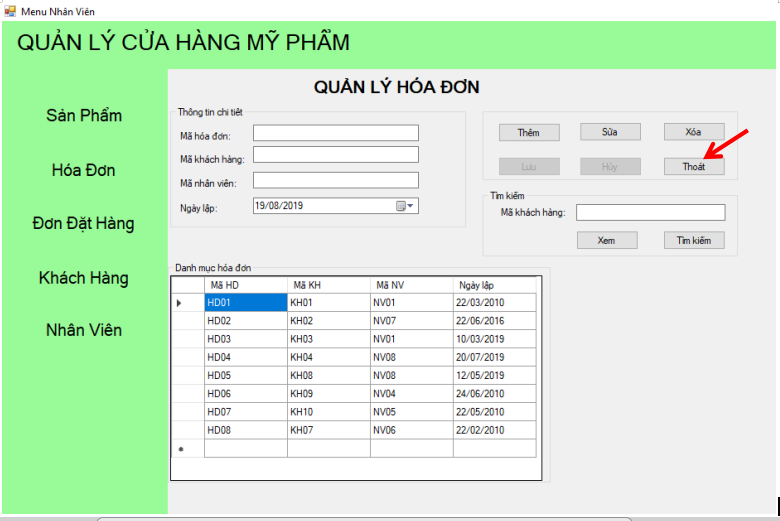 Menu Nhân Viên
QUẢN LÝ CỬA HÀNG MỸ PHẨM
Sản Phẩm
Hóa Đơn
Đơn Đặt Hàng
Khách Hàng
Nhân Viên
QUẢN LÝ HÓA ĐƠN
Thông tin chi tiết
Mã hóa đơn:
Mã khách hàng:
Mã nhân viên:
Ngày lập: 19/08/2019
Thêm Sửa Xóa
Lưu Hủy Thoát
Tìm kiếm
Mã khách hàng:
Xem Tìm kiếm
Danh mục hóa đơn
Mã HD Mã KH Mã NV Ngày lập
HD01 KH01 NV01 22/03/2010
HD02 KH02 NV07 22/06/2016
HD03 KH03 NV01 10/03/2019
HD04 KH04 NV08 20/07/2019
HD05 KH08 NV08 12/05/2019
HD06 KH09 NV04 24/06/2010
HD07 KH10 NV05 22/05/2010
HD08 KH07 NV06 22/02/2010